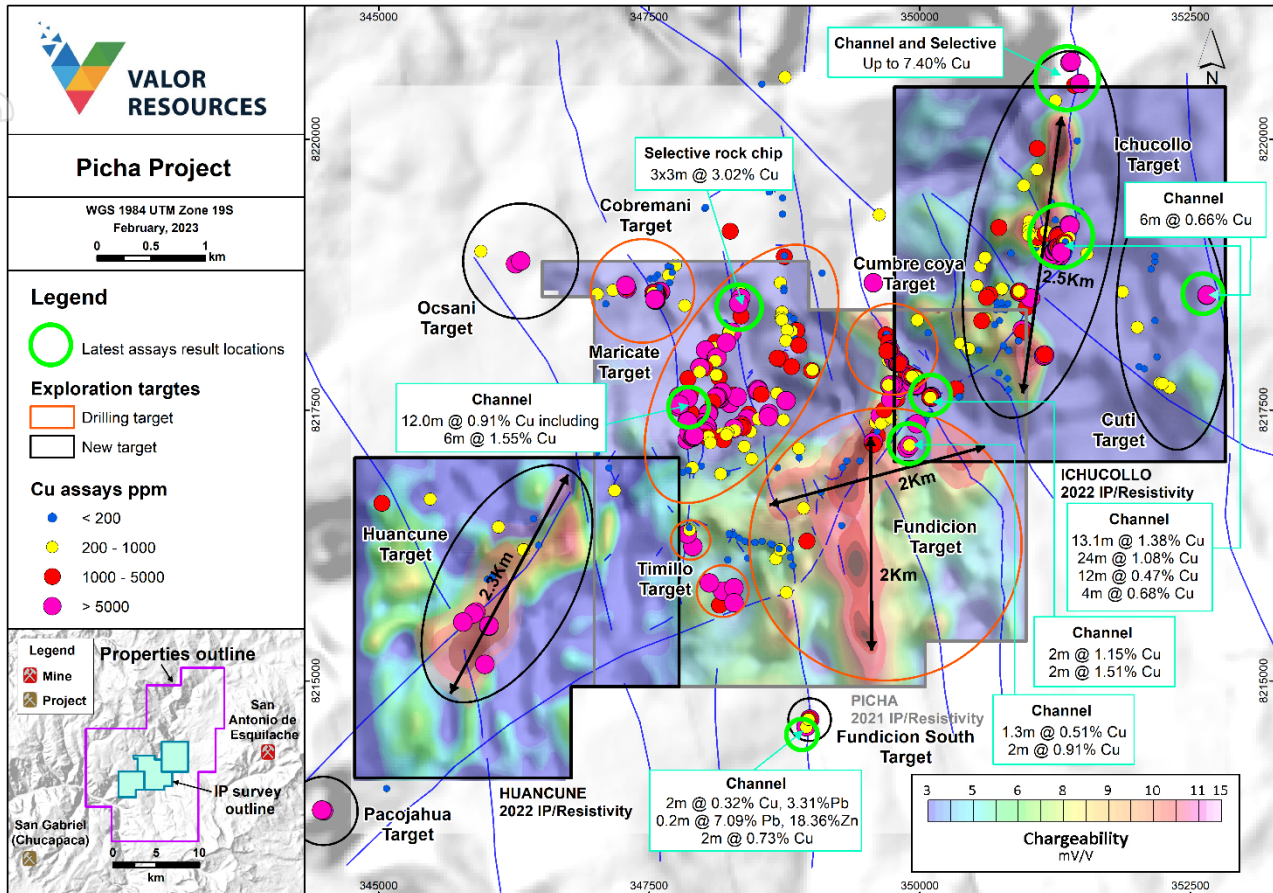 VALOR
RESOURCES
Picha Project
WGS 1984 UTM Zone 19S
February, 2023
0 0.5 1
km
Legend
Latest assays result locations
Exploration targtes
Drilling target
New target
Cu assays ppm
< 200
200 - 1000
1000 - 5000
> 5000
Legend
Mine
Project
Properties outline
San
Antonio de
Esquilache
IP survey
outline
San Gabriel
(Chucapaca)
0 5 10
km
345000 347500 350000 352500
8220000
8217500
8215000
N
Channel and Selective
Up to 7.40% Cu
Ichucollo
Target
Selective rock chip
3x3m @ 3.02% Cu
Channel
6m @ 0.66% Cu
Cobremani
Target
Cumbre coya
Target
2.5Km
Ocsani
Target
Maricate
Target
Channel
12.0m @ 0.91% Cu including
6m @ 1.55% Cu
Cuti
Target
ICHUCOLLO
2022 IP/Resistivity
2Km
Huancune
Target
2.3Km
Fundicion
Target
2Km
Timillo
Target
Channel
13.1m @ 1.38% Cu
24m @ 1.08% Cu
12m @ 0.47% Cu
4m @ 0.68% Cu
2m @ 1.15% Cu
2m @ 1.51% Cu
Channel
1.3m @ 0.51% Cu
2m @ 0.91% Cu
PICHA
2021 IP/Resistivity
Fundicion South
Target
HUANCUNE
2022 IP/Resistivity
Pacojahua
Target
Channel
2m @ 0.32% Cu, 3.31%Pb
0.2m @ 7.09% Pb, 18.36%Zn
2m @ 0.73% Cu
3 5 6 8 9 10 11 15
Chargeability
mV/V
345000 347500 350000 352500
8220000
8217500
8215000